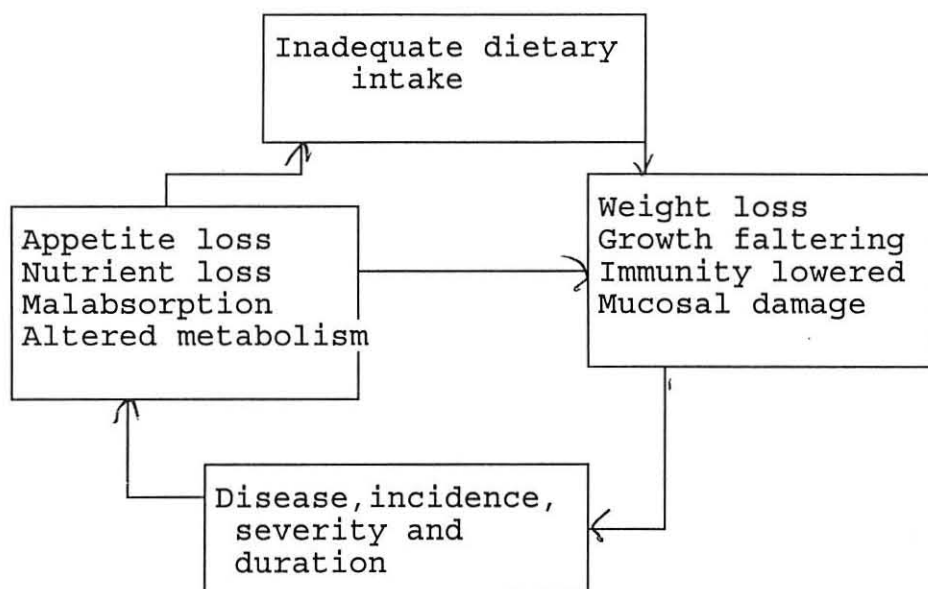 Inadequate dietary
intake
Appetite loss
Nutrient loss
Malabsorption
Altered metabolism
Weight loss
Growth faltering
Immunity lowered
Mucosal damage
Disease,incidence,
severity and
duration